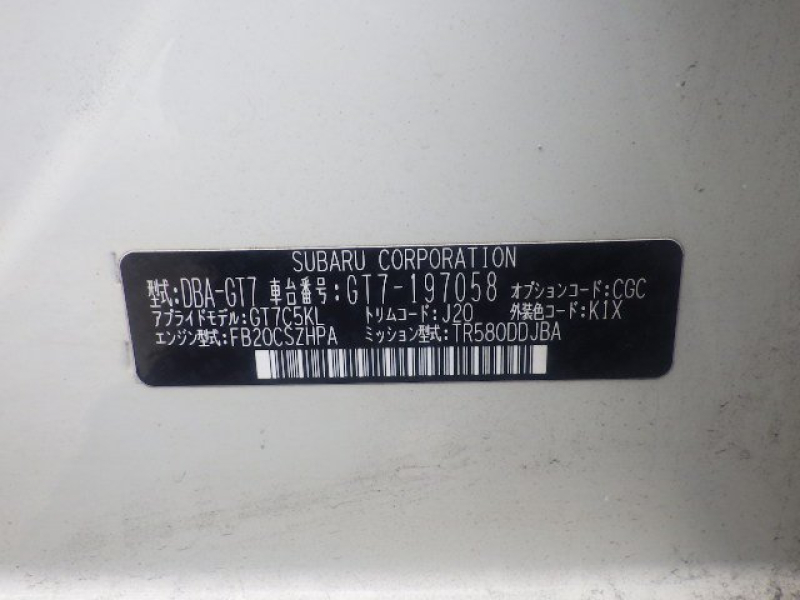 SUBARU CORPORATION
型式:DBA-GT7 車台番号:GT7-197058 オプションコード:CGC
アプライドモデル:GT7C5KL トリムコード:J20 外装色コード:K1X
エンジン型式:FB20CSZHPA ミッション型式:TR580DDJBA